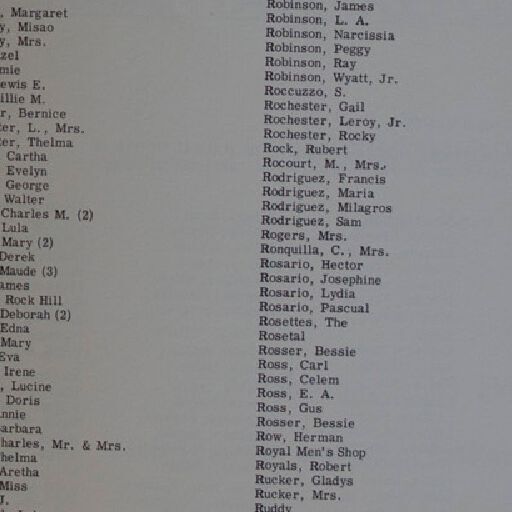 , Margaret
y, Misao
y, Mrs.
zel
mie
ewis E.
illie M.
r, Bernice
ter, L., Mrs.
ter, Thelma
Cartha
Evelyn
George
Walter
Charles M. (2)
Lula
Mary (2)
Derek
Maude (3)
ames
Rock Hill
Deborah (2)
Edna
Mary
Eva
Irene
, Lucine
Doris
nnie
arbara
harles, Mr. & Mrs.
helma
Aretha
Miss
J.
Robinson, James
Robinson, L. A.
Robinson, Narcissia
Robinson, Peggy
Robinson, Ray
Robinson, Wyatt, Jr.
Roccuzzo, S.
Rochester, Gail
Rochester, Leroy, Jr.
Rochester, Rocky
Rock, Rubert
Rocourt, M., Mrs.
Rodriguez, Francis
Rodriguez, Maria
Rodriguez, Milagros
Rodriguez, Sam
Rogers, Mrs.
Ronquilla, C., Mrs.
Rosario, Hector
Rosario, Josephine
Rosario, Lydia
Rosario, Pascual
Rosettes, The
Rosetal
Rosser, Bessie
Ross, Carl
Ross, Celem
Ross, E. A.
Ross, Gus
Rosser, Bessie
Row, Herman
Royal Men's Shop
Royals, Robert
Rucker, Gladys
Rucker, Mrs.
Ruddy